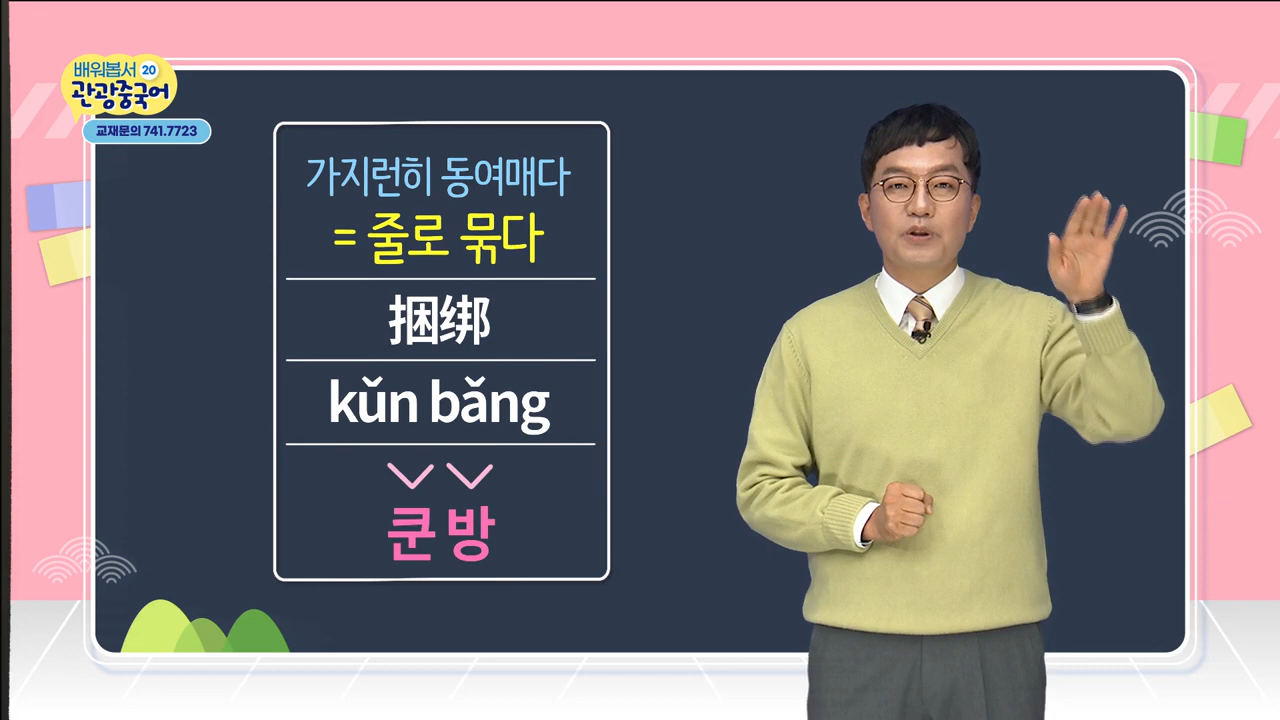 배워봅서 20
관광중국어
교재문의 741.7723
가지런히 동여매다
= 줄로 묶다
捆绑
kǔn bǎng
쿤 방